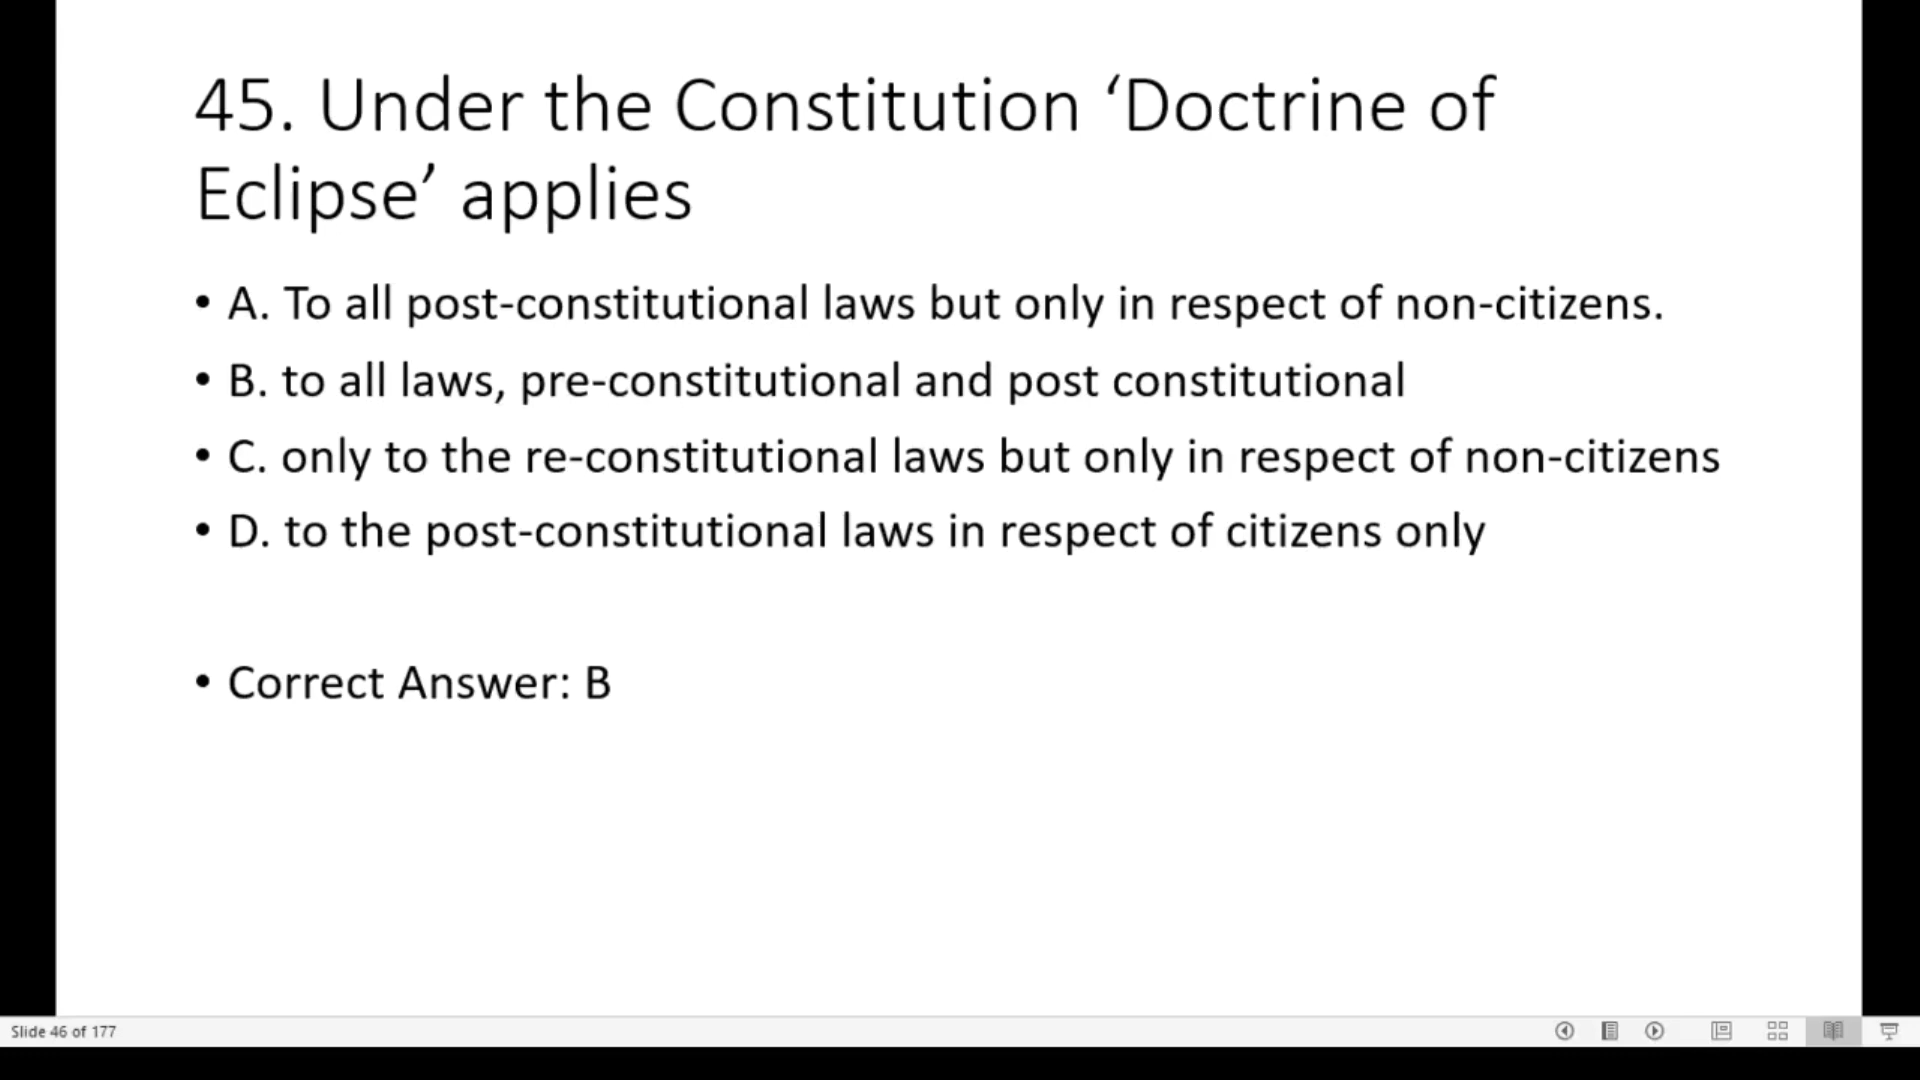 45. Under the Constitution ‘Doctrine of
Eclipse’ applies
• A. To all post-constitutional laws but only in respect of non-citizens.
• B. to all laws, pre-constitutional and post constitutional
• C. only to the re-constitutional laws but only in respect of non-citizens
• D. to the post-constitutional laws in respect of citizens only
• Correct Answer: B
Slide 46 of 177